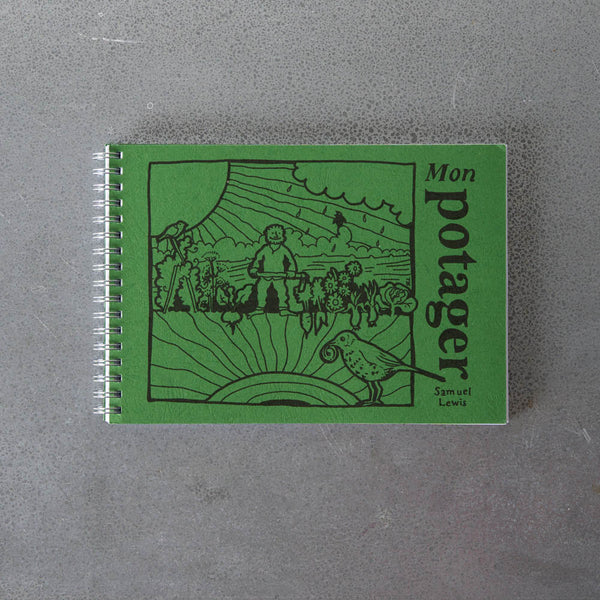 Mon
potager
Samuel
Lewis